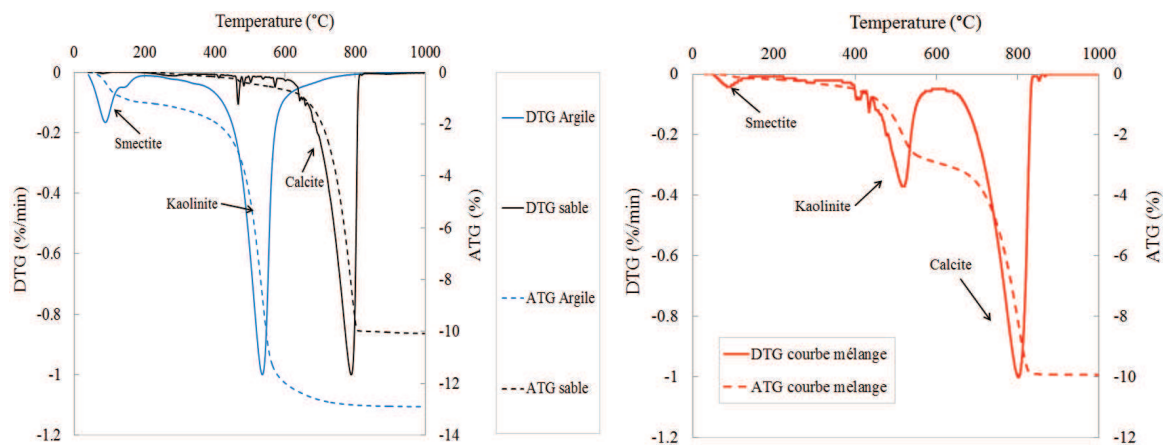 Temperature (°C)
0 200 400 600 800 1000
0
-0.2
-0.4
-0.6
-0.8
-1
-1.2
DTG (%/min)
Smectite
Kaolinite
Calcite
0
-2
-4
-6
-8
-10
-12
-14
ATG (%)
DTG Argile
DTG sable
ATG Argile
ATG sable
Temperature (°C)
0 200 400 600 800 1000
0
-0.2
-0.4
-0.6
-0.8
-1
-1.2
DTG (%/min)
Smectite
Kaolinite
Calcite
DTG courbe mélange
ATG courbe mélange
0
-2
-4
-6
-8
-10
-12
ATG (%)